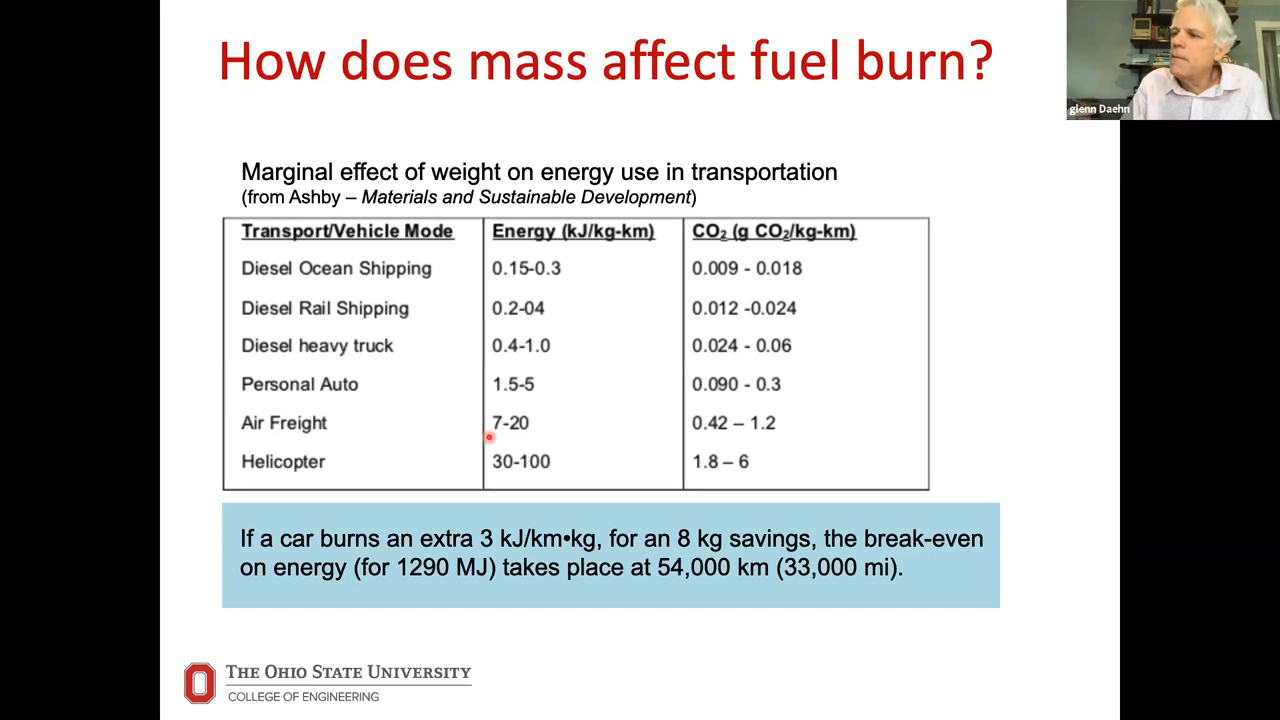 How does mass affect fuel burn?
glenn Daehn
Marginal effect of weight on energy use in transportation
(from Ashby – Materials and Sustainable Development)
Transport/Vehicle Mode Energy (kJ/kg-km) CO₂ (g CO₂/kg-km)
Diesel Ocean Shipping 0.15-0.3 0.009 - 0.018
Diesel Rail Shipping 0.2-04 0.012 -0.024
Diesel heavy truck 0.4-1.0 0.024 - 0.06
Personal Auto 1.5-5 0.090 - 0.3
Air Freight 7-20 0.42 – 1.2
Helicopter 30-100 1.8 – 6
If a car burns an extra 3 kJ/km•kg, for an 8 kg savings, the break-even
on energy (for 1290 MJ) takes place at 54,000 km (33,000 mi).
THE OHIO STATE UNIVERSITY
COLLEGE OF ENGINEERING